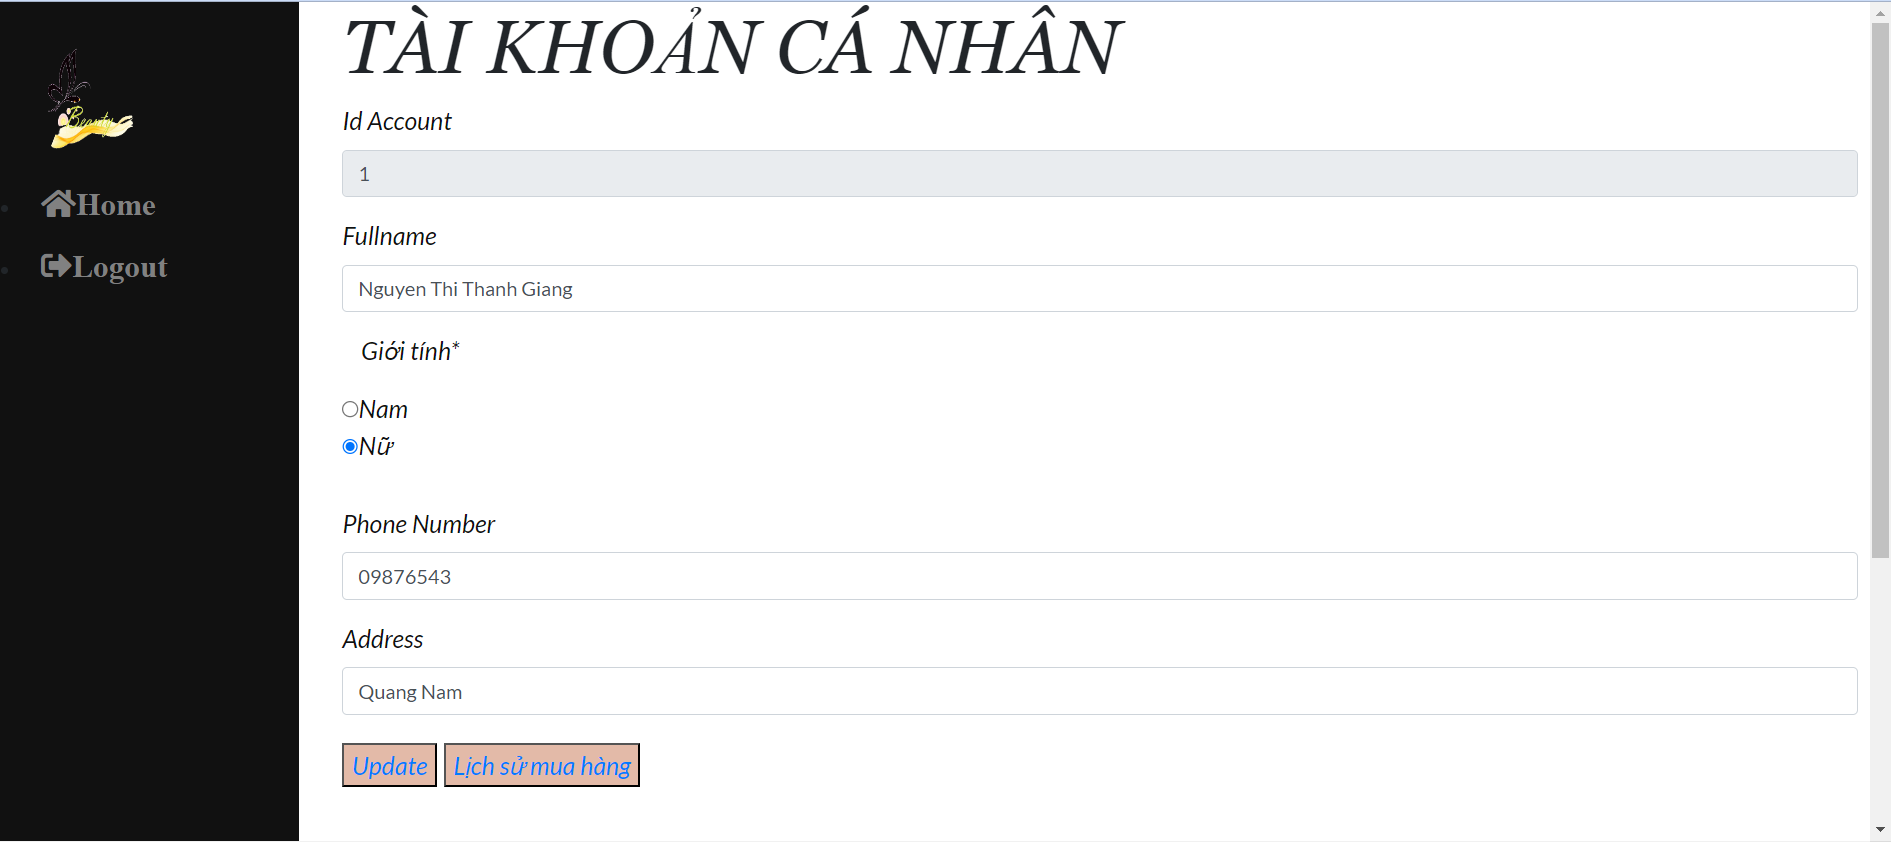 Beauty
Home
Logout
TÀI KHOẢN CÁ NHÂN
Id Account
1
Fullname
Nguyen Thi Thanh Giang
Giới tính*
Nam
Nữ
Phone Number
09876543
Address
Quang Nam
Update
Lịch sử mua hàng